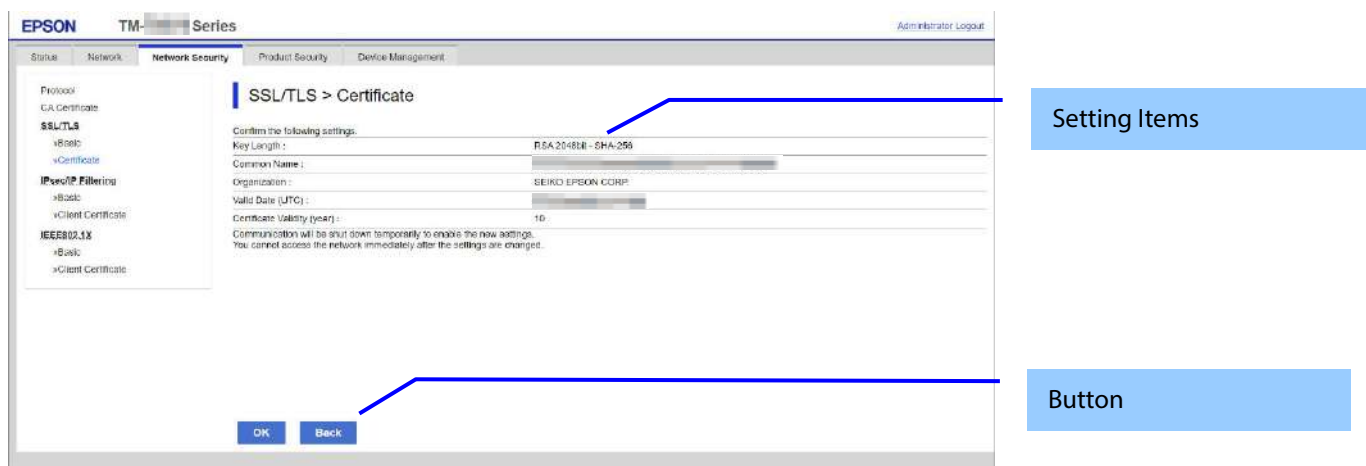 EPSON TM- Series
Administrator Logout
Status Network Network Security Product Security Device Management
Protocol
CA Certificate
SSL/TLS
»Basic
»Certificate
IPsec/IP Filtering
»Basic
»Client Certificate
IEEE802.1X
»Basic
»Client Certificate
SSL/TLS > Certificate
Confirm the following settings.
Key Length : RSA 2048bit - SHA-256
Common Name :
Organization : SEIKO EPSON CORP.
Valid Date (UTC) :
Certificate Validity (year) : 10
Communication will be shut down temporarily to enable the new settings.
You cannot access the network immediately after the settings are changed.
OK Back
Setting Items
Button